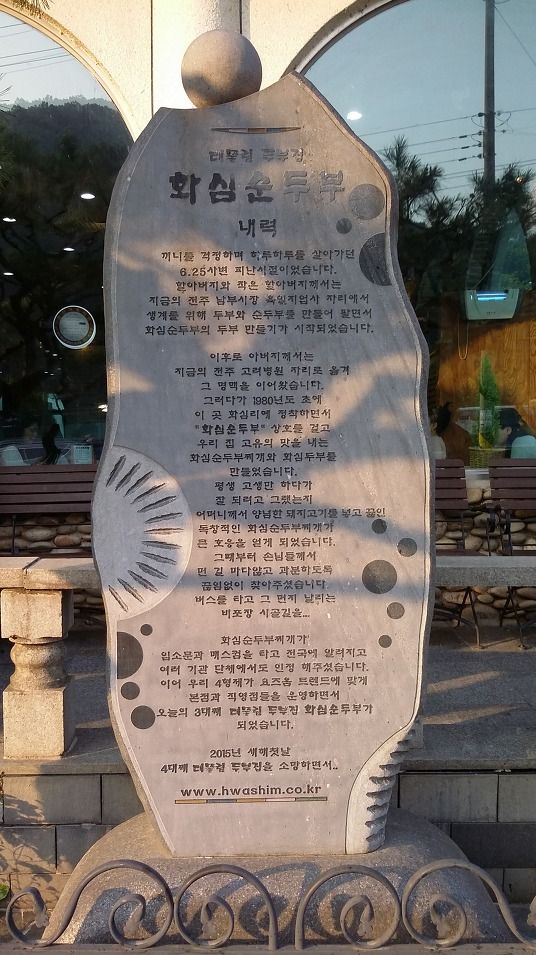 대물림 두부집
화심순두부
내력
끼니를 걱정하며 하루하루를 살아가던
6.25사변 피난시절이었습니다.
할아버지와 작은 할아버지께서는
지금의 전주 남부시장 육일지업사 자리에서
생계를 위해 두부와 순두부를 만들어 팔면서
화심순두부의 두부 만들기가 시작되었습니다.
이후로 아버지께서는
지금의 전주 고려병원 자리로 옮겨
그 명맥을 이어왔습니다.
그러다가 1980년도 초에
이 곳 화심리에 정착하면서
"화심순두부" 상호를 걸고
우리 집 고유의 맛을 내는
화심순두부찌개와 화심두부를
만들었습니다.
평생 고생만 하다가
잘 되려고 그랬는지
어머니께서 양념한 돼지고기를 넣고 끓인
독창적인 화심순두부찌개가
큰 호응을 얻게 되었습니다.
그때부터 손님들께서
먼 길 마다않고 과분하도록
끊임없이 찾아주셨습니다.
버스를 타고 그 먼지 날리는
비포장 시골길을...
화심순두부찌개가
입소문과 매스컴을 타고 전국에 알려지고
여러 기관 단체에서도 인정 해주셨습니다.
이어 우리 4형제가 요즈음 트렌드에 맞게
본점과 직영점들을 운영하면서
오늘의 3대째 대물림 두부집 화심순두부가
되었습니다.
2015년 새해첫날
4대째 대물림 두부집을 소망하면서..
www.hwashim.co.kr